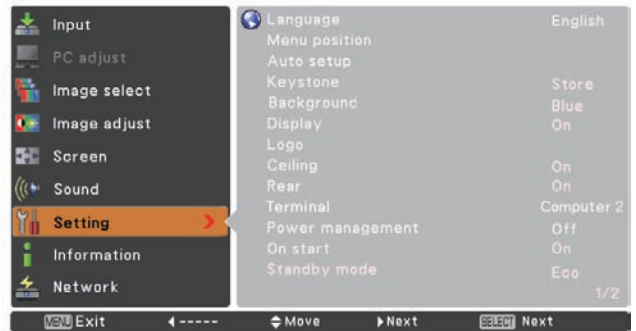 Input
PC adjust
Image select
Image adjust
Screen
Sound
Setting
Information
Network
Language English
Menu position
Auto setup
Keystone Store
Background Blue
Display On
Logo
Ceiling On
Rear On
Terminal Computer 2
Power management Off
On start On
Standby mode Eco
1/2
MENU Exit ----- Move Next SELECT Next